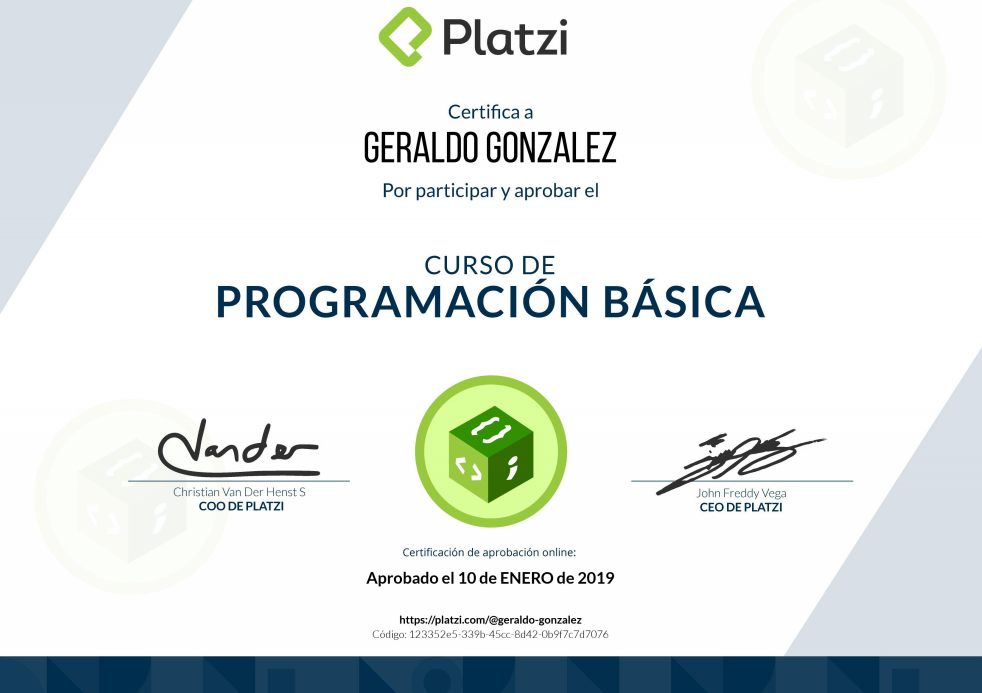 Platzi
Certifica a
GERALDO GONZALEZ
Por participar y aprobar el
CURSO DE
PROGRAMACIÓN BÁSICA
Vander
Christian Van Der Henst S
COO DE PLATZI
John Freddy Vega
CEO DE PLATZI
Certificación de aprobación online:
Aprobado el 10 de ENERO de 2019
https://platzi.com/@geraldo-gonzalez
Código: 123352e5-339b-45cc-8d42-0b9f7c7d7076